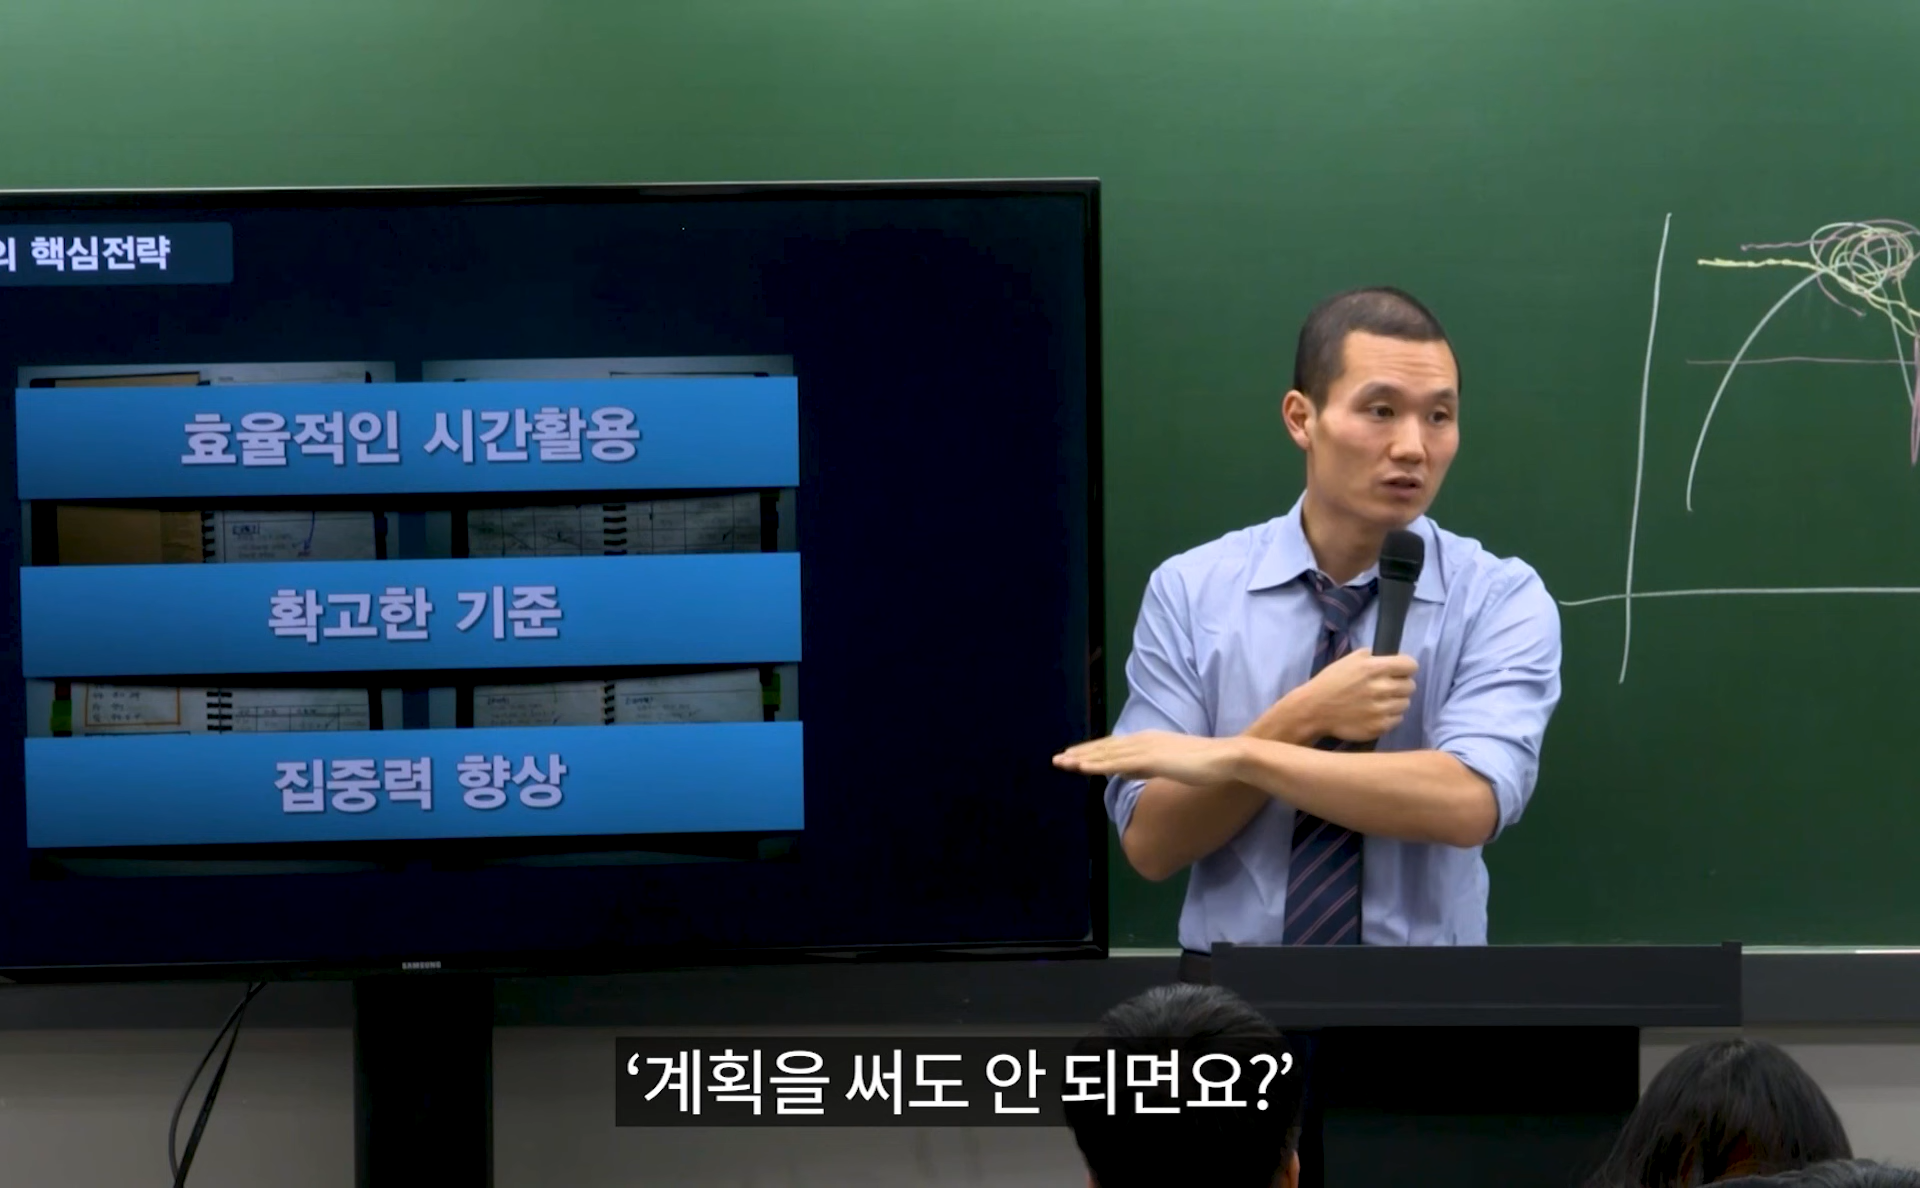 의 핵심전략
효율적인 시간활용
확고한 기준
집중력 향상
SAMSUNG
‘계획을 써도 안 되면요?’